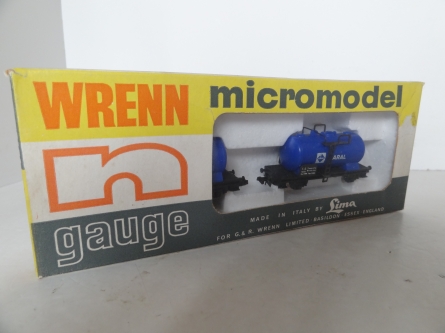 WRENN micromodel
n
gauge
ARAL
MADE IN ITALY BY Lima
FOR G.& R. WRENN LIMITED BASILDON ESSEX ENGLAND